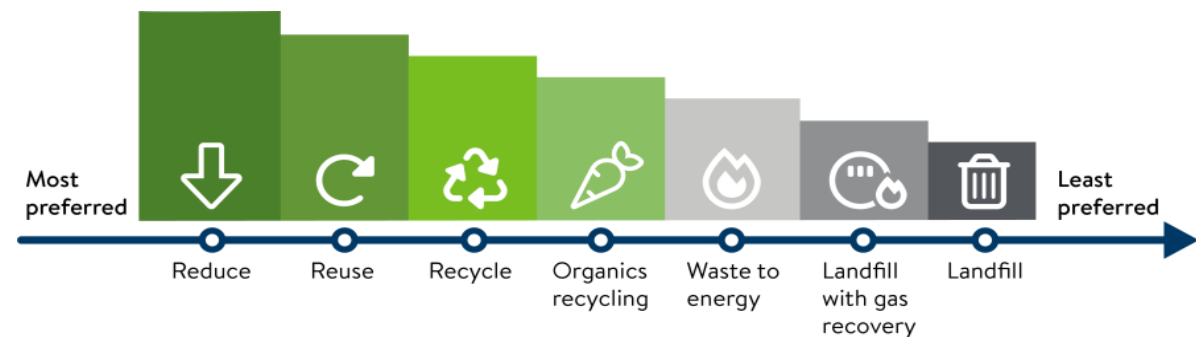 Most
preferred
Least
preferred
Reduce
Reuse
Recycle
Organics
recycling
Waste to
energy
Landfill
with gas
recovery
Landfill